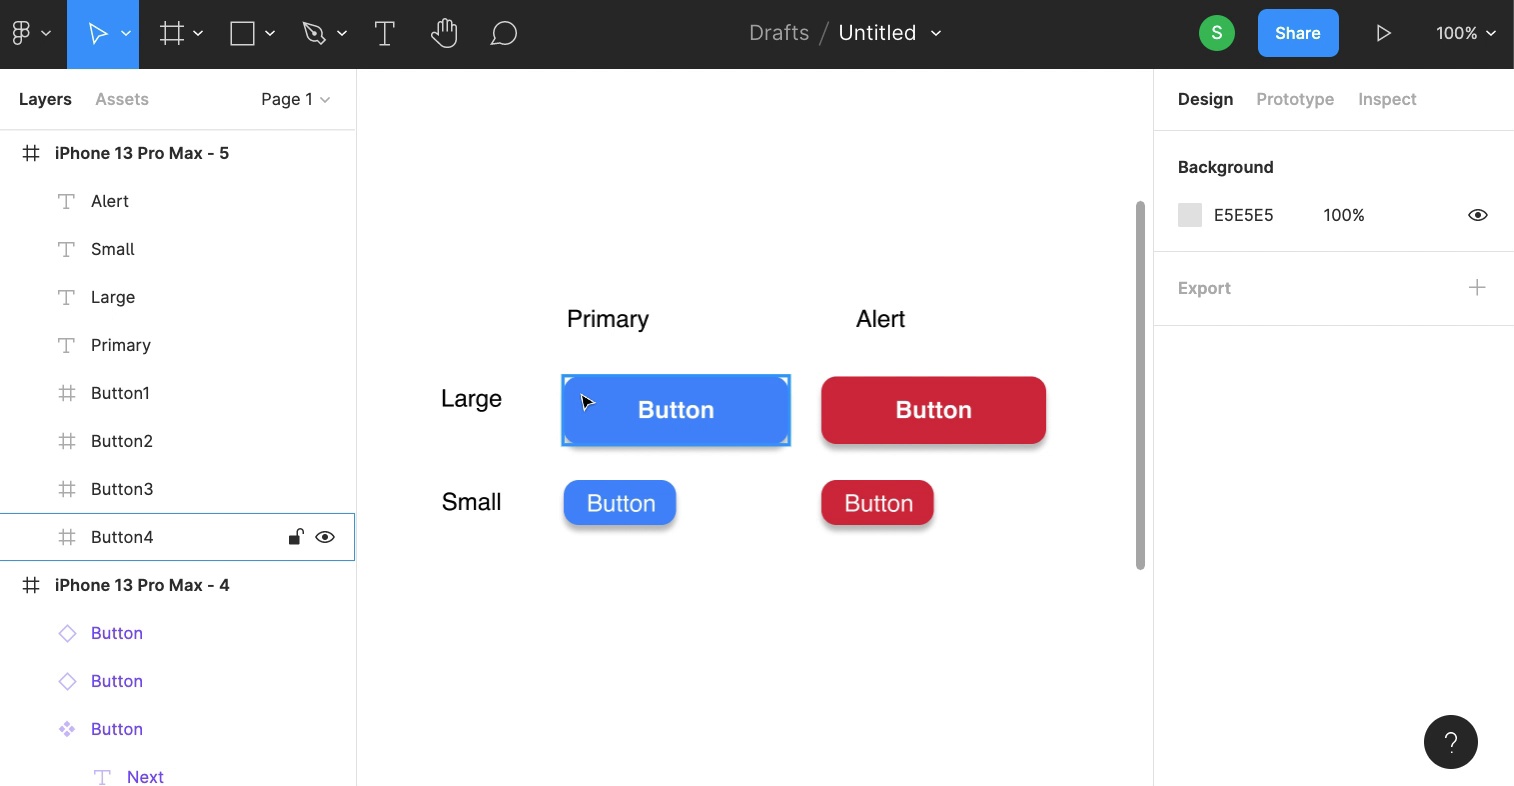 Drafts / Untitled
S
Share
100%
Layers
Assets
Page 1
iPhone 13 Pro Max - 5
Alert
Small
Large
Primary
Button1
Button2
Button3
Button4
iPhone 13 Pro Max - 4
Button
Button
Button
Next
Primary
Alert
Large
Button
Button
Small
Button
Button
Design
Prototype
Inspect
Background
E5E5E5
100%
Export
?